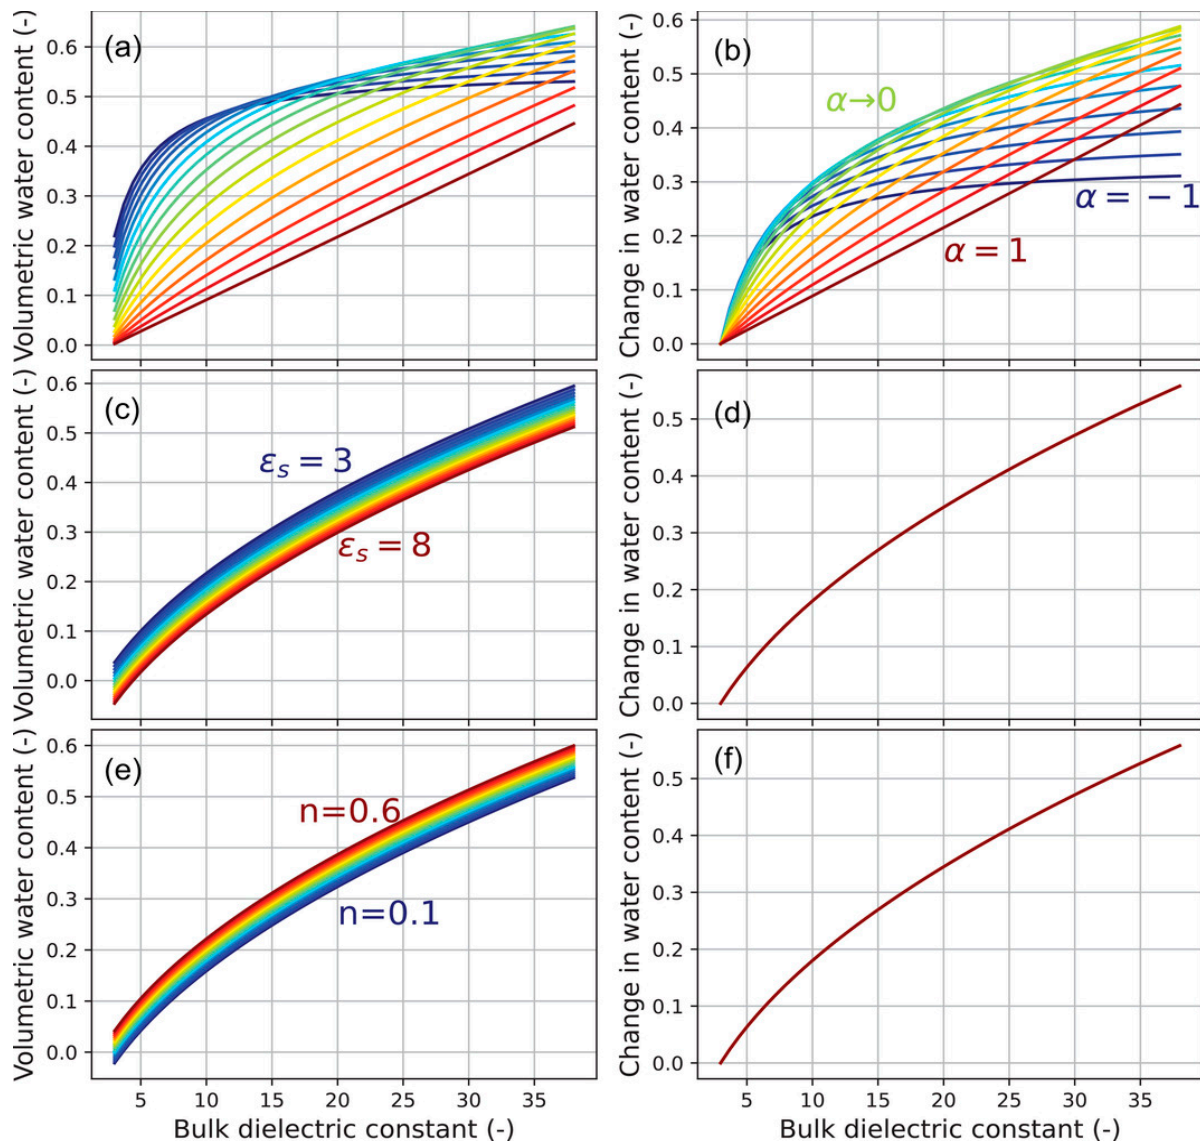 (a)
Volumetric water content (-)
0.6
0.5
0.4
0.3
0.2
0.1
0.0
(b)
Change in water content (-)
0.6
0.5
0.4
0.3
0.2
0.1
0.0
α→0
α = − 1
α = 1
(c)
Volumetric water content (-)
0.6
0.5
0.4
0.3
0.2
0.1
0.0
εs = 3
εs = 8
(d)
Change in water content (-)
0.5
0.4
0.3
0.2
0.1
0.0
(e)
Volumetric water content (-)
0.6
0.5
0.4
0.3
0.2
0.1
0.0
n=0.6
n=0.1
5 10 15 20 25 30 35
Bulk dielectric constant (-)
(f)
Change in water content (-)
0.5
0.4
0.3
0.2
0.1
0.0
5 10 15 20 25 30 35
Bulk dielectric constant (-)